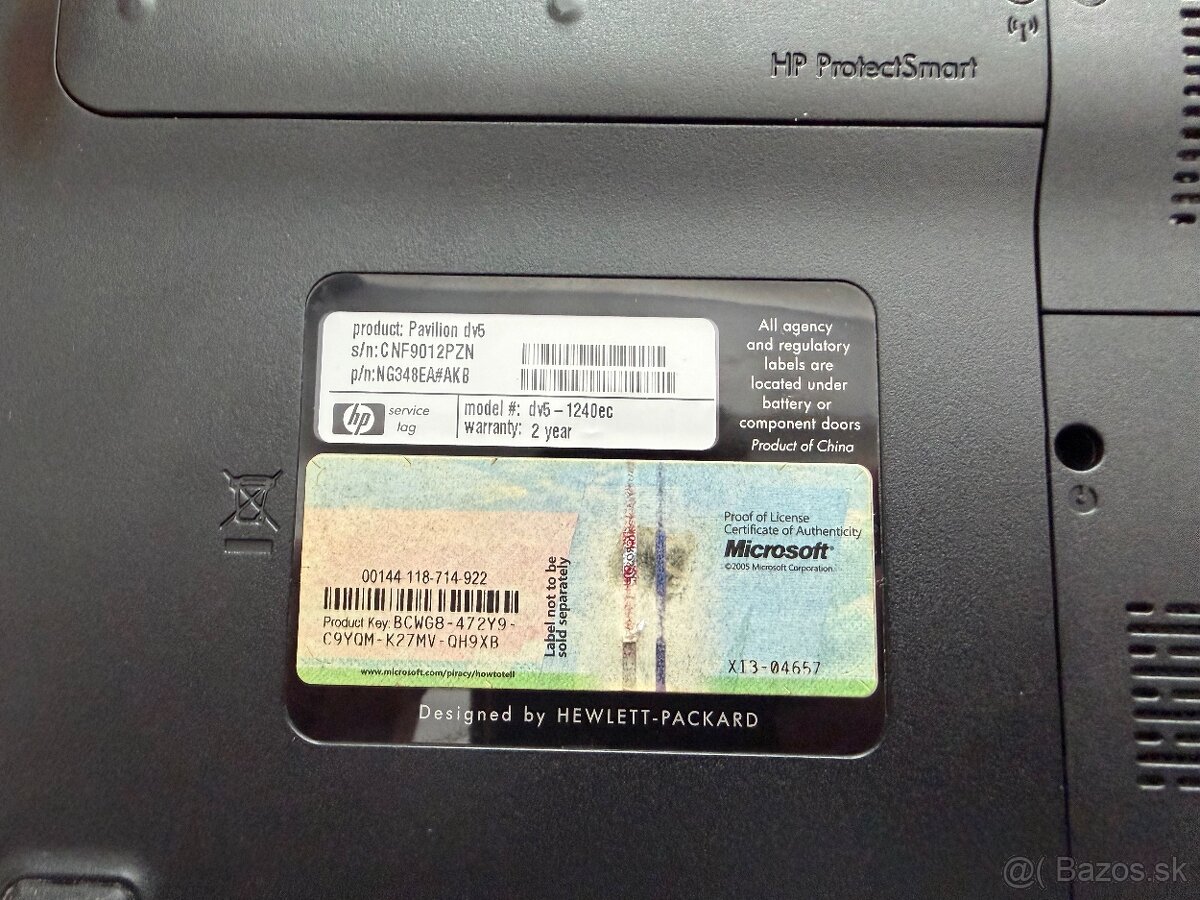 HP ProtectSmart
product: Pavilion dv5
s/n:CNF9012PZN
p/n:NG348EA#AKB
hp service tag
model #: dv5-1240ec
warranty: 2 year
All agency
and regulatory
labels are
located under
battery or
component doors
Product of China
00144 118-714-922
Product Key: BCWG8-472Y9-
C9YQM-K27MV-QH9XB
www.microsoft.com/piracy/howtotell
Label not to be
sold separately
Proof of License
Certificate of Authenticity
Microsoft®
©2005 Microsoft Corporation.
X13-04657
Designed by HEWLETT-PACKARD
@( Bazos.sk